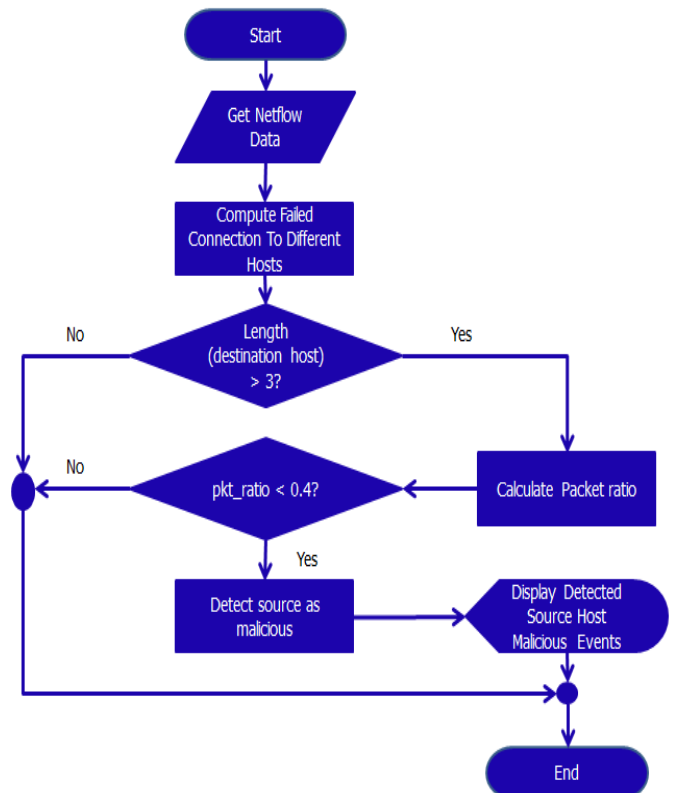 Start
Get Netflow
Data
Compute Failed
Connection To Different
Hosts
Length
(destination host)
> 3?
No
Yes
Calculate Packet ratio
pkt_ratio < 0.4?
No
Yes
Detect source as
malicious
Display Detected
Source Host
Malicious Events
End